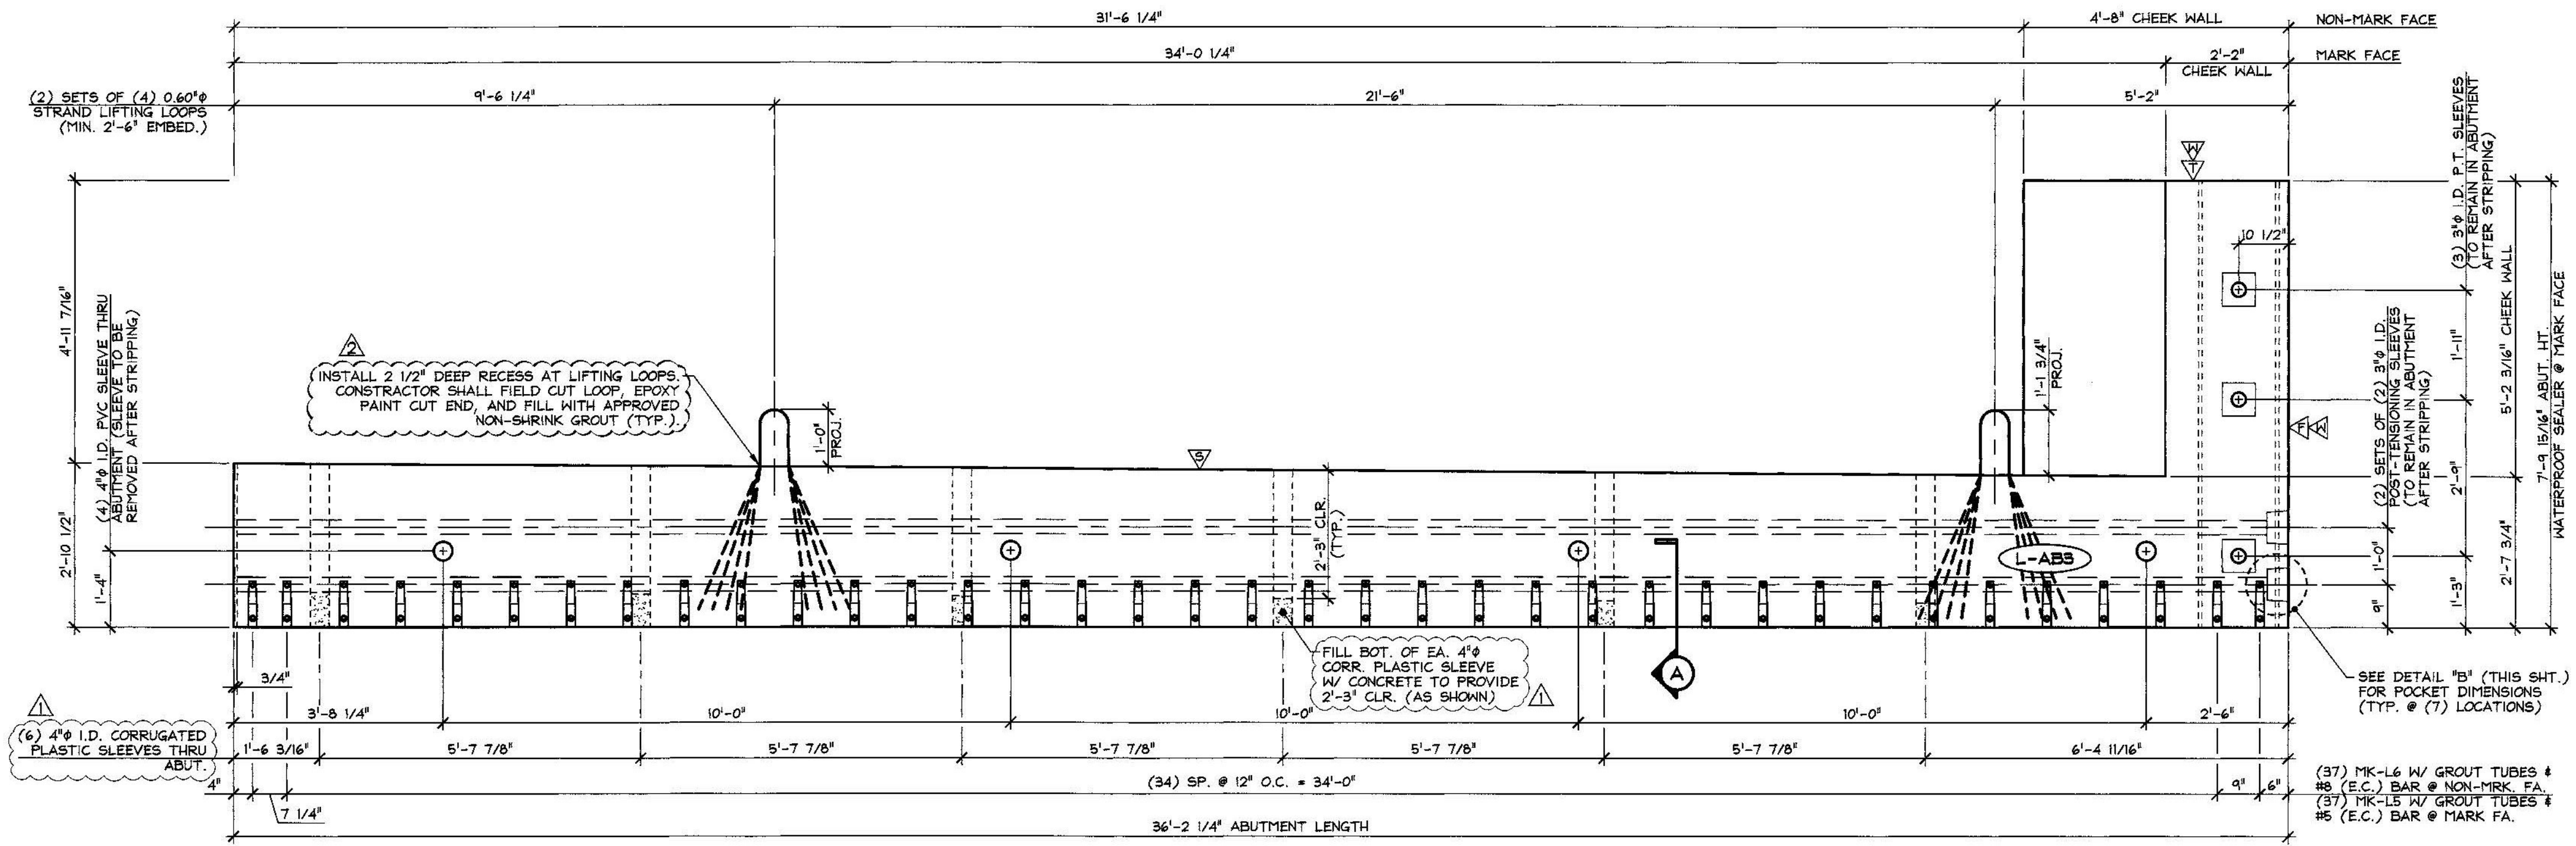 31'-6 1/4"
4'-8" CHEEK WALL
NON-MARK FACE
34'-0 1/4"
2'-2"
CHEEK WALL
MARK FACE
(2) SETS OF (4) 0.60"Φ
STRAND LIFTING LOOPS
(MIN. 2'-6" EMBED.)
9'-6 1/4"
21'-6"
5'-2"
(3) 3"Φ I.D. P.T. SLEEVES
(TO REMAIN IN ABUTMENT
AFTER STRIPPING)
W
T
10 1/2"
4'-11 7/16"
2'-10 1/2"
(4) 4"Φ I.D. PVC SLEEVE THRU
ABUTMENT (SLEEVE TO BE
REMOVED AFTER STRIPPING)
1'-4"
2
INSTALL 2 1/2" DEEP RECESS AT LIFTING LOOPS.
CONSTRACTOR SHALL FIELD CUT LOOP, EPOXY
PAINT CUT END, AND FILL WITH APPROVED
NON-SHRINK GROUT (TYP.).
1'-0"
PROJ.
S
1'-1 3/4"
PROJ.
F
W
(2) SETS OF (2) 3"Φ I.D.
POST-TENSIONING SLEEVES
(TO REMAIN IN ABUTMENT
AFTER STRIPPING)
1'-0"
9"
1'-11"
2'-9"
1'-3"
5'-2 3/16" CHEEK WALL
2'-7 3/4"
7'-9 15/16" ABUT. HT.
WATERPROOF SEALER @ MARK FACE
2'-3" CLR.
(TYP.)
L-AB3
A
FILL BOT. OF EA. 4"Φ
CORR. PLASTIC SLEEVE
W/ CONCRETE TO PROVIDE
2'-3" CLR. (AS SHOWN)
1
SEE DETAIL "B" (THIS SHT.)
FOR POCKET DIMENSIONS
(TYP. @ (7) LOCATIONS)
3/4"
3'-8 1/4"
10'-0"
10'-0"
10'-0"
2'-6"
1
(6) 4"Φ I.D. CORRUGATED
PLASTIC SLEEVES THRU
ABUT.
1'-6 3/16"
5'-7 7/8"
5'-7 7/8"
5'-7 7/8"
5'-7 7/8"
5'-7 7/8"
6'-4 11/16"
4"
7 1/4"
(34) SP. @ 12" O.C. = 34'-0"
9"
6"
(37) MK-L6 W/ GROUT TUBES &
#8 (E.C.) BAR @ NON-MRK. FA.
(37) MK-L5 W/ GROUT TUBES &
#5 (E.C.) BAR @ MARK FA.
36'-2 1/4" ABUTMENT LENGTH